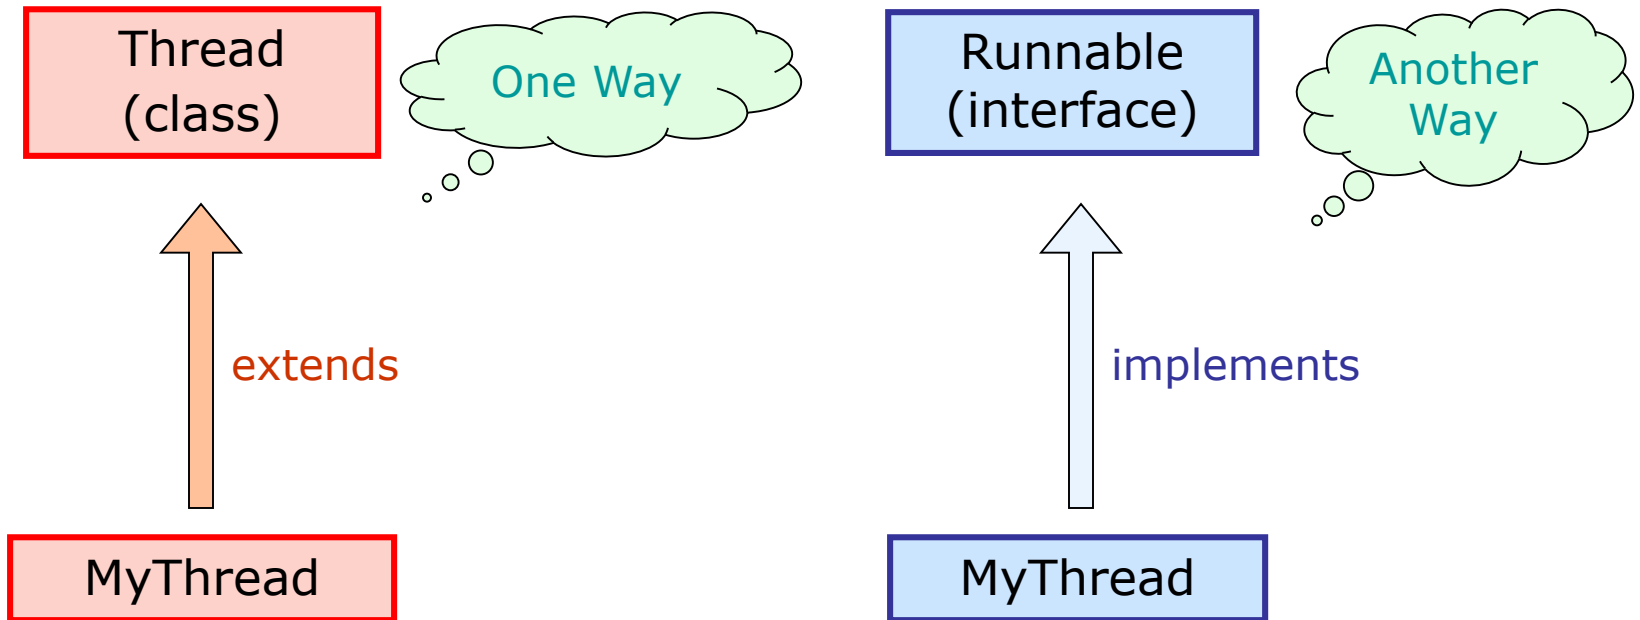 Thread
(class)
One Way
extends
MyThread
Runnable
(interface)
Another
Way
implements
MyThread